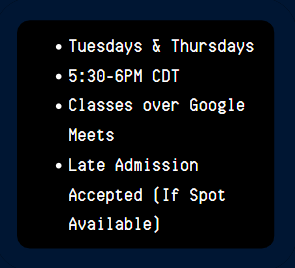 • Tuesdays & Thursdays
• 5:30-6PM CDT
• Classes over Google
Meets
• Late Admission
Accepted (If Spot
Available)